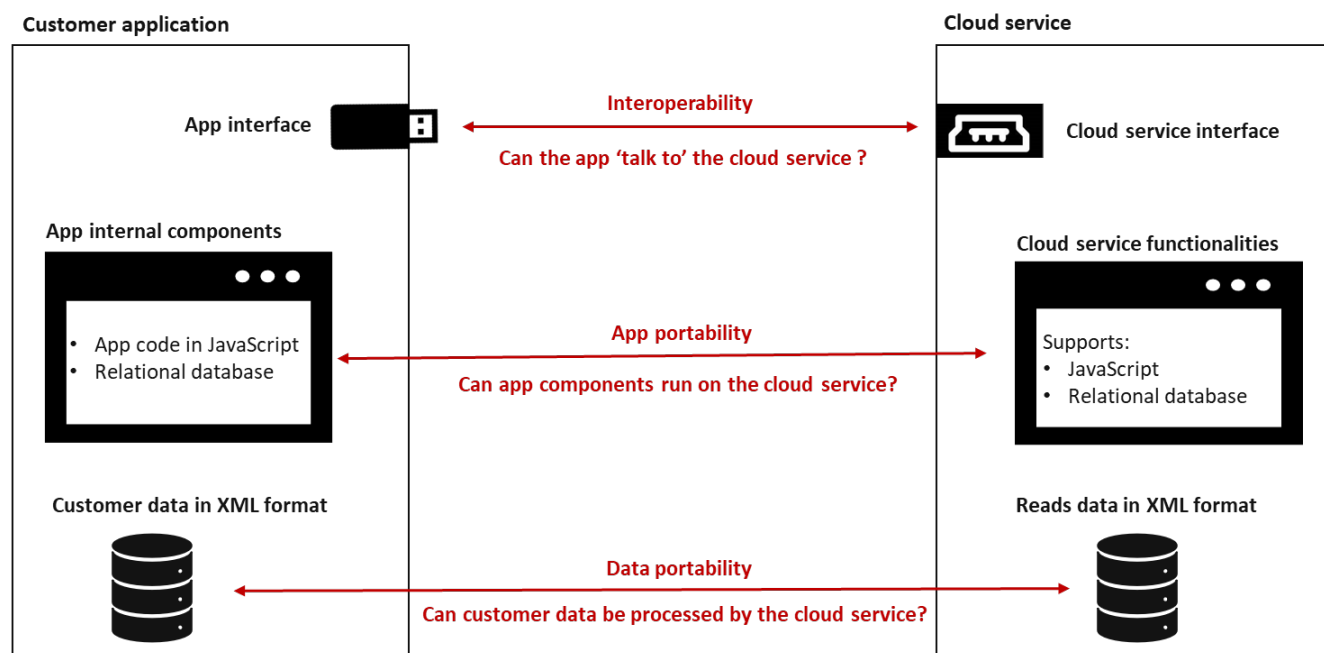 Customer application
Cloud service
App interface
Interoperability
Can the app ‘talk to’ the cloud service ?
Cloud service interface
App internal components
• App code in JavaScript
• Relational database
App portability
Can app components run on the cloud service?
Cloud service functionalities
Supports:
• JavaScript
• Relational database
Customer data in XML format
Data portability
Can customer data be processed by the cloud service?
Reads data in XML format